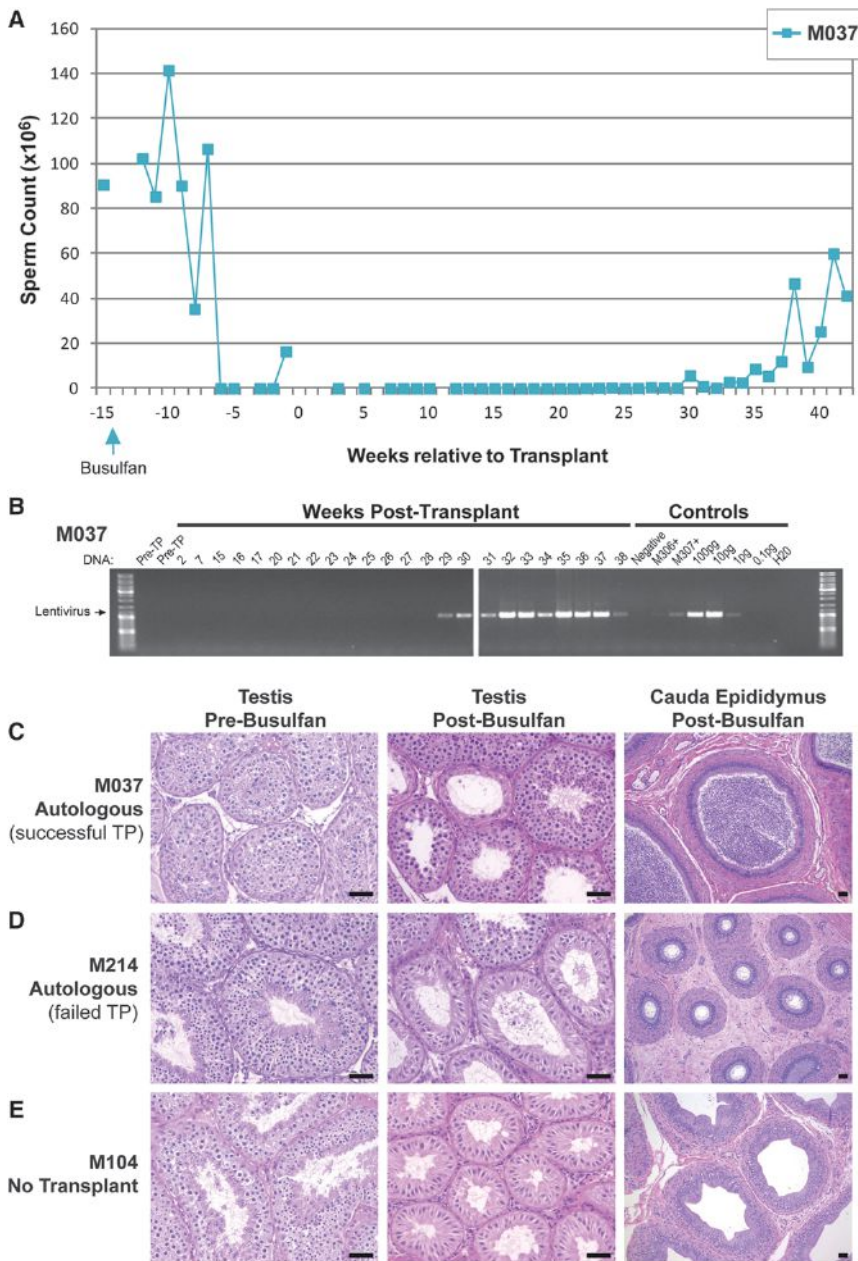 A
M037
160
140
120
100
80
60
40
20
0
Sperm Count (x10⁶)
-15 -10 -5 0 5 10 15 20 25 30 35 40
Weeks relative to Transplant
Busulfan
B
M037
Weeks Post-Transplant Controls
DNA: Pre-TP Pre-TP 2 7 15 16 17 20 21 22 23 24 25 26 27 28 29 30 31 32 33 34 35 36 37 38 Negative M306+ M307+ 100pg 10pg 1pg 0.1pg H20
Lentivirus
Testis Testis Cauda Epididymus
Pre-Busulfan Post-Busulfan Post-Busulfan
C
M037
Autologous
(successful TP)
D
M214
Autologous
(failed TP)
E
M104
No Transplant